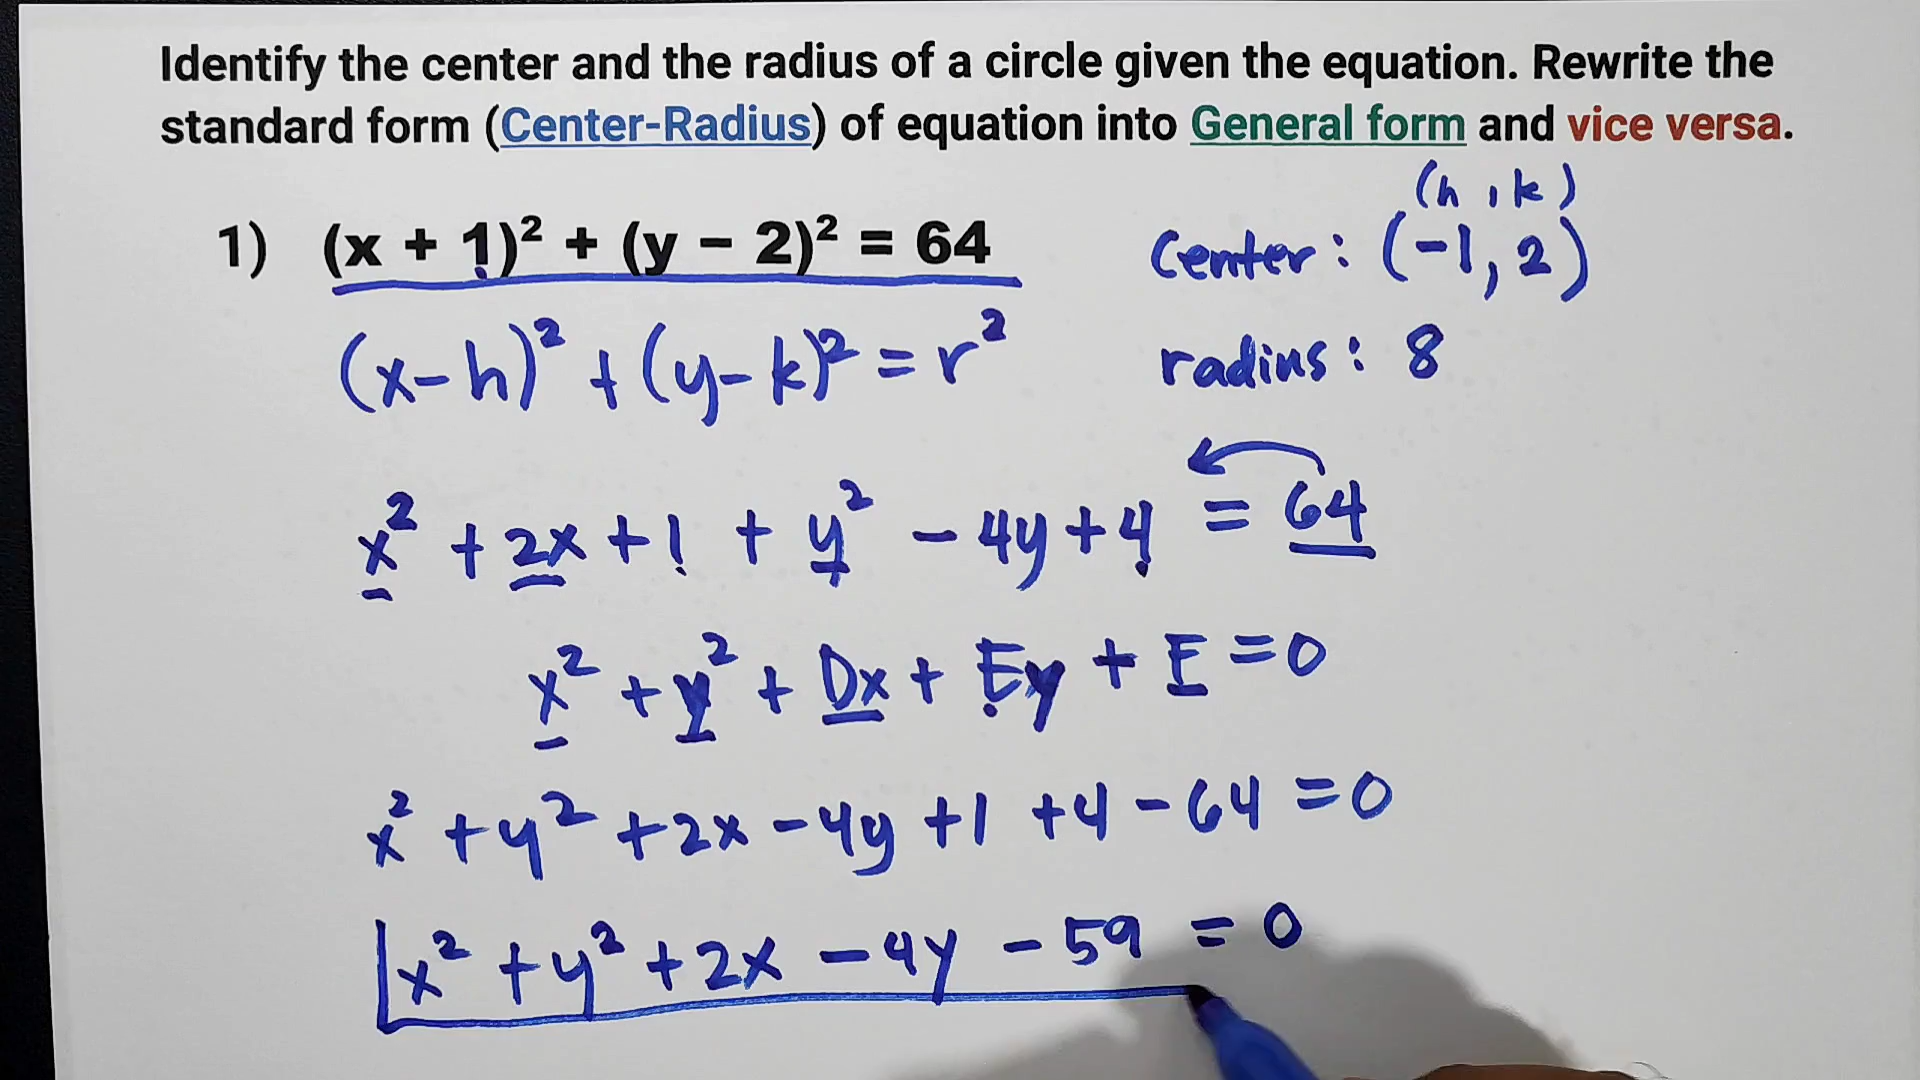 Identify the center and the radius of a circle given the equation. Rewrite the
standard form (Center-Radius) of equation into General form and vice versa.
(h , k)
1) (x + 1)² + (y − 2)² = 64
center: (-1, 2)
(x-h)² + (y-k)² = r²
radius: 8
x² + 2x + 1 + y² - 4y + 4 = 64
x² + y² + Dx + Ey + F = 0
x² + y² + 2x - 4y + 1 + 4 - 64 = 0
x² + y² + 2x - 4y - 59 = 0